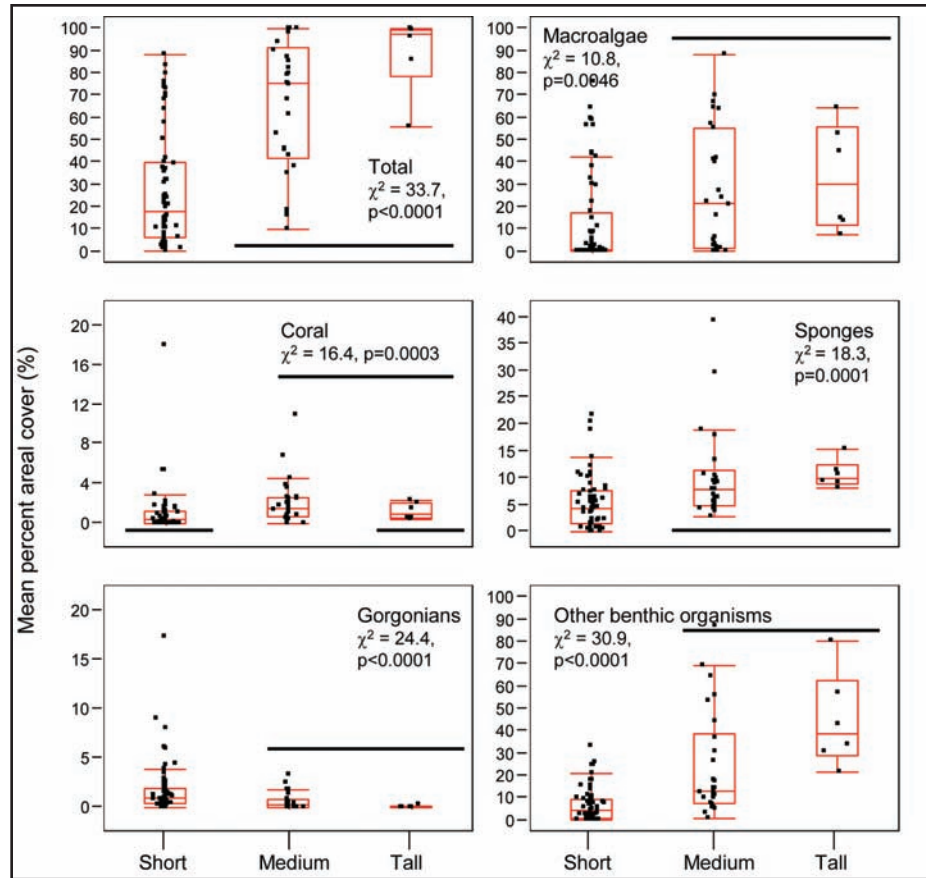 Mean percent areal cover (%)
100
90
80
70
60
50
40
30
20
10
0
Total
χ² = 33.7,
p<0.0001
100
90
80
70
60
50
40
30
20
10
0
Macroalgae
χ² = 10.8,
p=0.0046
20
16
12
8
4
0
Coral
χ² = 16.4, p=0.0003
40
35
30
25
20
15
10
5
0
Sponges
χ² = 18.3,
p=0.0001
20
15
10
5
0
Gorgonians
χ² = 24.4,
p<0.0001
100
90
80
70
60
50
40
30
20
10
0
Other benthic organisms
χ² = 30.9,
p<0.0001
Short Medium Tall
Short Medium Tall